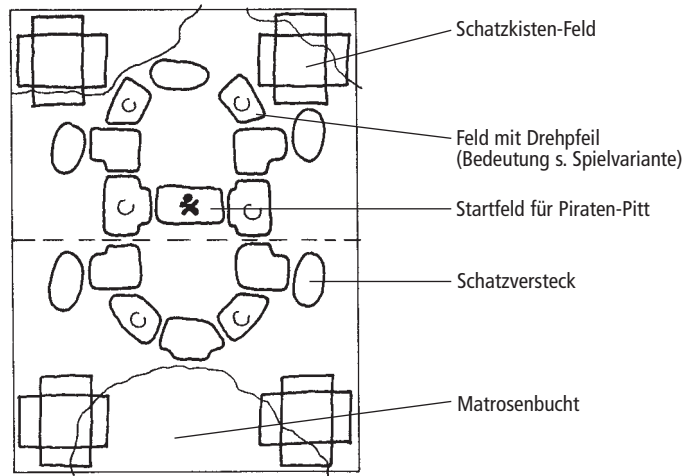 Schatzkisten-Feld
Feld mit Drehpfeil
(Bedeutung s. Spielvariante)
Startfeld für Piraten-Pitt
Schatzversteck
Matrosenbucht